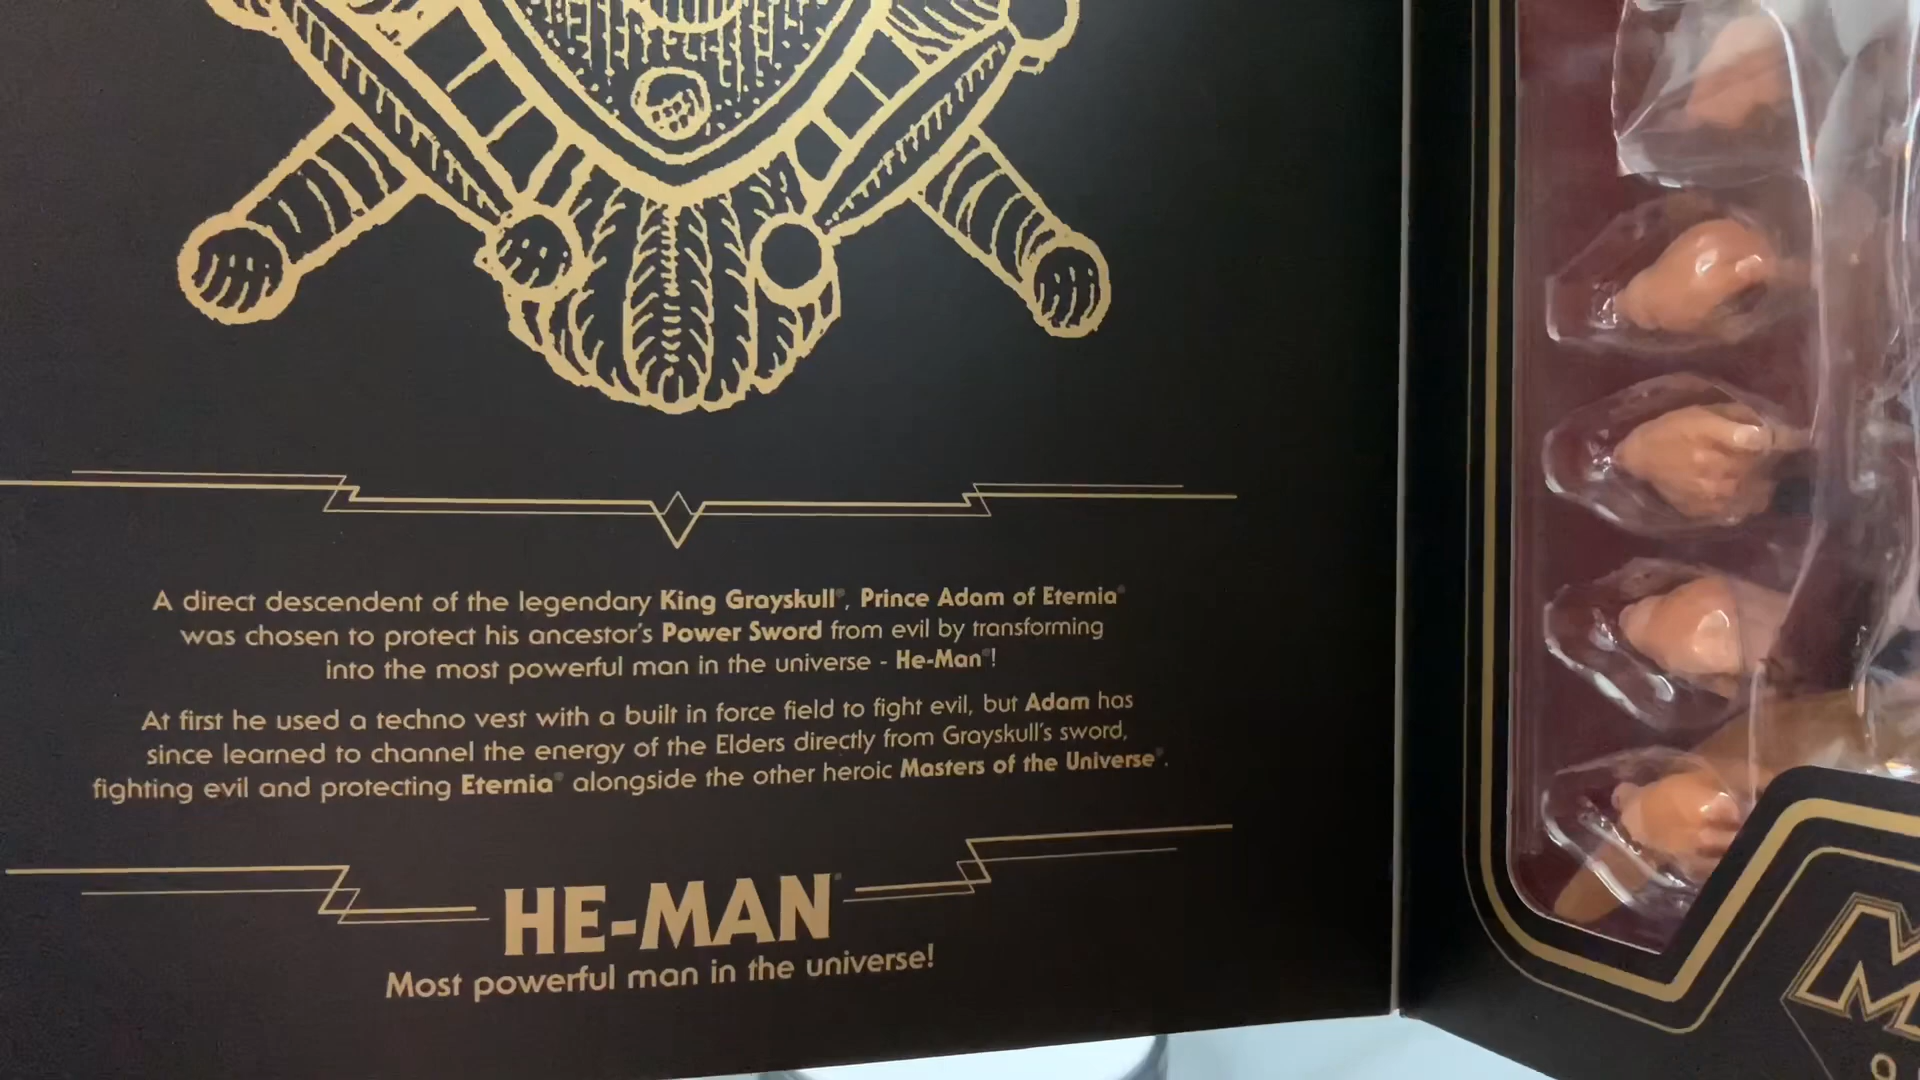 A direct descendent of the legendary King Grayskull®, Prince Adam of Eternia®
was chosen to protect his ancestor's Power Sword from evil by transforming
into the most powerful man in the universe - He-Man®!
At first he used a techno vest with a built in force field to fight evil, but Adam has
since learned to channel the energy of the Elders directly from Grayskull's sword,
fighting evil and protecting Eternia® alongside the other heroic Masters of the Universe®.
HE-MAN®
Most powerful man in the universe!